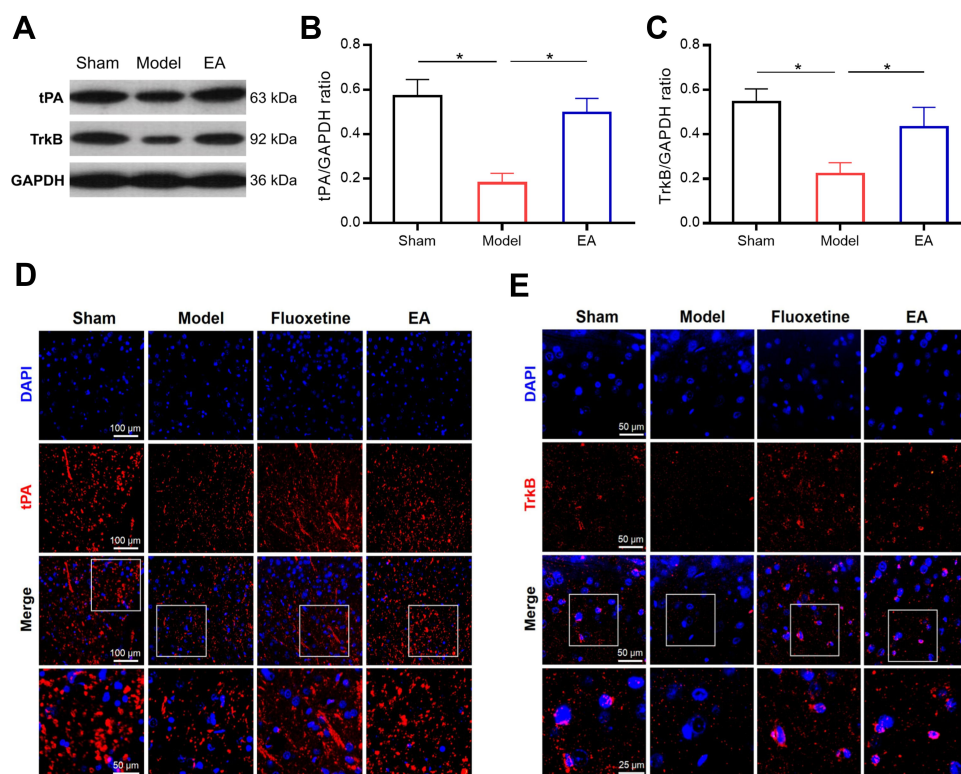 A
Sham Model EA
tPA 63 kDa
TrkB 92 kDa
GAPDH 36 kDa
B
tPA/GAPDH ratio
0.8
0.6
0.4
0.2
0.0
* *
Sham Model EA
C
TrkB/GAPDH ratio
0.8
0.6
0.4
0.2
0.0
* *
Sham Model EA
D
Sham Model Fluoxetine EA
DAPI
100 μm
tPA
100 μm
Merge
100 μm
50 μm
E
Sham Model Fluoxetine EA
DAPI
50 μm
TrkB
50 μm
Merge
50 μm
25 μm